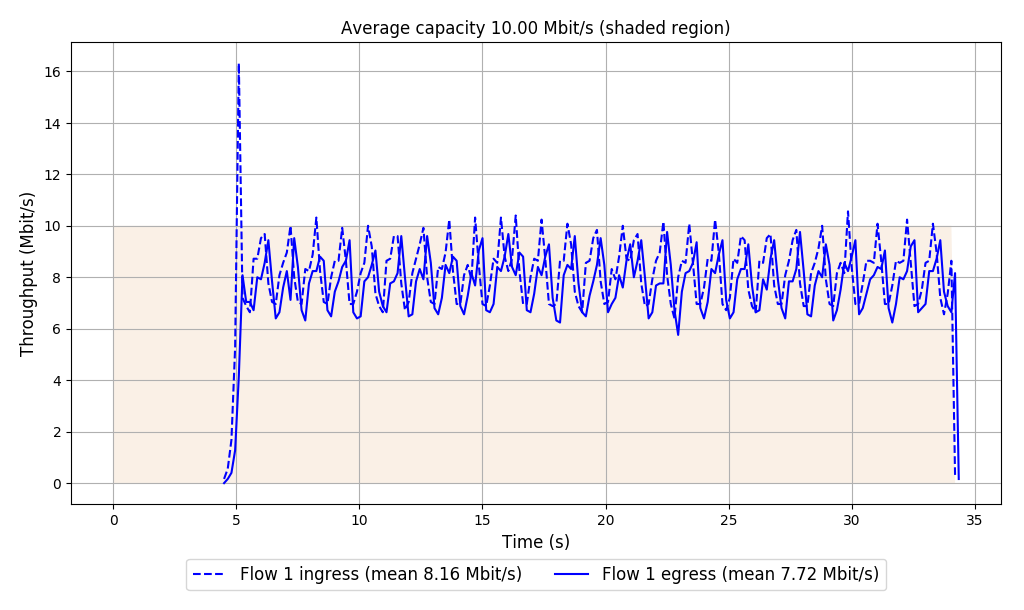 Average capacity 10.00 Mbit/s (shaded region)
Throughput (Mbit/s)
16
14
12
10
8
6
4
2
0
0 5 10 15 20 25 30 35
Time (s)
Flow 1 ingress (mean 8.16 Mbit/s) Flow 1 egress (mean 7.72 Mbit/s)